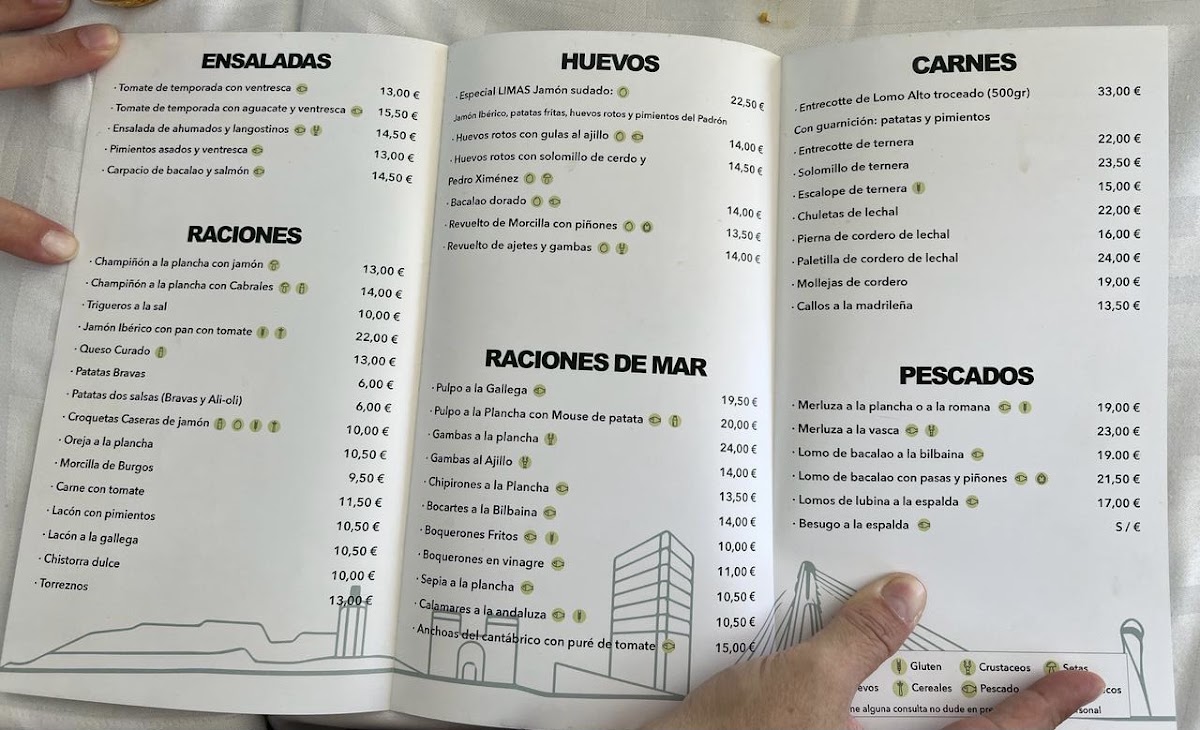 ENSALADAS
· Tomate de temporada con ventresca 13,00 €
· Tomate de temporada con aguacate y ventresca 15,50 €
· Ensalada de ahumados y langostinos 14,50 €
· Pimientos asados y ventresca 13,00 €
· Carpacio de bacalao y salmón 14,50 €
RACIONES
· Champiñón a la plancha con jamón 13,00 €
· Champiñón a la plancha con Cabrales 14,00 €
· Trigueros a la sal 10,00 €
· Jamón Ibérico con pan con tomate 22,00 €
· Queso Curado 13,00 €
· Patatas Bravas 6,00 €
· Patatas dos salsas (Bravas y Ali-oli) 6,00 €
· Croquetas Caseras de jamón 10,00 €
· Oreja a la plancha 10,50 €
· Morcilla de Burgos 9,50 €
· Carne con tomate 11,50 €
· Lacón con pimientos 10,50 €
· Lacón a la gallega 10,50 €
· Chistorra dulce 10,00 €
· Torreznos 13,00 €
HUEVOS
· Especial LIMAS Jamón sudado: 22,50 €
Jamón Ibérico, patatas fritas, huevos rotos y pimientos del Padrón
· Huevos rotos con gulas al ajillo 14,00 €
· Huevos rotos con solomillo de cerdo y 14,50 €
Pedro Ximénez
· Bacalao dorado 14,00 €
· Revuelto de Morcilla con piñones 13,50 €
· Revuelto de ajetes y gambas 14,00 €
RACIONES DE MAR
· Pulpo a la Gallega 19,50 €
· Pulpo a la Plancha con Mouse de patata 20,00 €
· Gambas a la plancha 24,00 €
· Gambas al Ajillo 14,00 €
· Chipirones a la Plancha 13,50 €
· Bocartes a la Bilbaina 14,00 €
· Boquerones Fritos 10,00 €
· Boquerones en vinagre 11,00 €
· Sepia a la plancha 10,50 €
· Calamares a la andaluza 10,50 €
· Anchoas del cantábrico con puré de tomate 15,00 €
CARNES
· Entrecotte de Lomo Alto troceado (500gr) 33,00 €
Con guarnición: patatas y pimientos
· Entrecotte de ternera 22,00 €
· Solomillo de ternera 23,50 €
· Escalope de ternera 15,00 €
· Chuletas de lechal 22,00 €
· Pierna de cordero de lechal 16,00 €
· Paletilla de cordero de lechal 24,00 €
· Mollejas de cordero 19,00 €
· Callos a la madrileña 13,50 €
PESCADOS
· Merluza a la plancha o a la romana 19,00 €
· Merluza a la vasca 23,00 €
· Lomo de bacalao a la bilbaina 19.00 €
· Lomo de bacalao con pasas y piñones 21,50 €
· Lomos de lubina a la espalda 17,00 €
· Besugo a la espalda S / €
Gluten Crustaceos Setas
evos Cereales Pescado cos
ne alguna consulta no dude en pre sonal